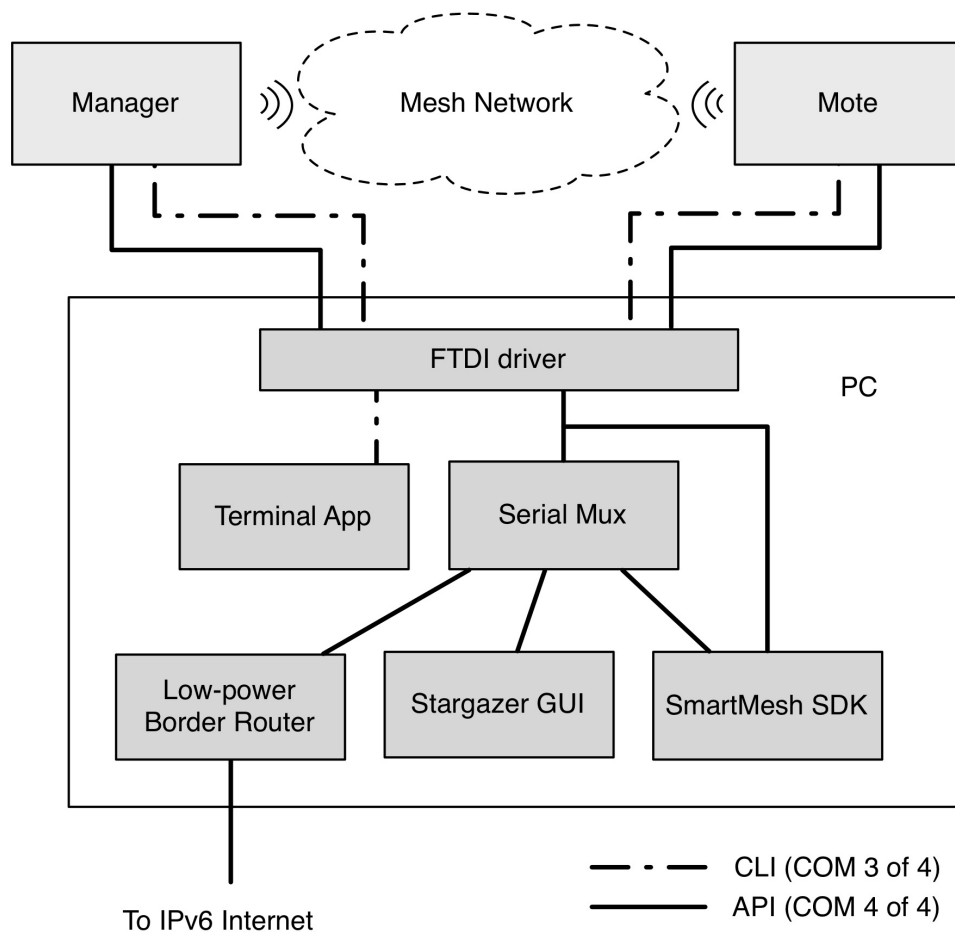 Manager
Mesh Network
Mote
FTDI driver
PC
Terminal App
Serial Mux
Low-power
Border Router
Stargazer GUI
SmartMesh SDK
CLI (COM 3 of 4)
API (COM 4 of 4)
To IPv6 Internet